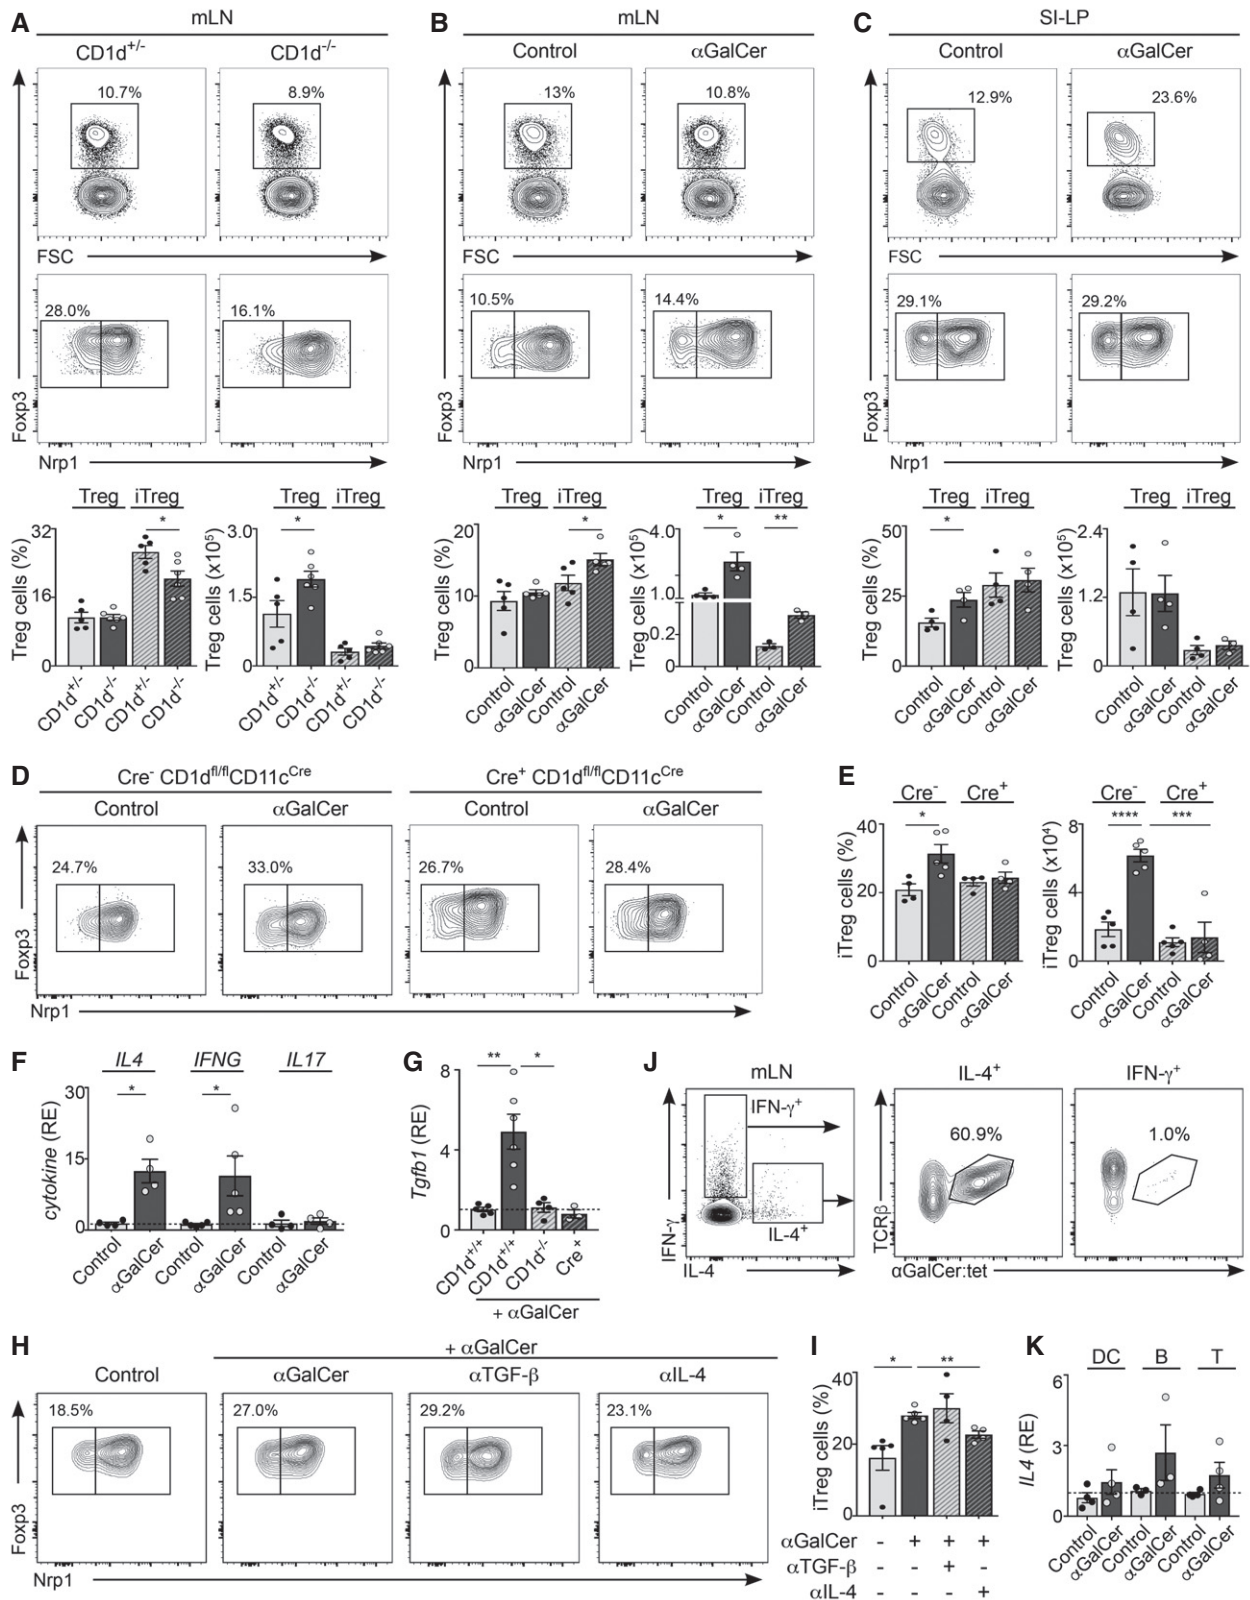 A
mLN
CD1d+/-
CD1d-/-
10.7%
8.9%
FSC
28.0%
16.1%
Foxp3
Nrp1
Treg iTreg
Treg iTreg
32
16
0
Treg cells (%)
*
3.0
1.5
0
Treg cells (x10⁵)
*
CD1d+/-
CD1d-/-
CD1d+/-
CD1d-/-
CD1d+/-
CD1d-/-
CD1d+/-
CD1d-/-
B
mLN
Control
αGalCer
13%
10.8%
FSC
10.5%
14.4%
Foxp3
Nrp1
Treg iTreg
Treg iTreg
20
10
0
Treg cells (%)
*
4.0
1.0
0.2
0
Treg cells (x10⁵)
* **
Control
αGalCer
Control
αGalCer
Control
αGalCer
Control
αGalCer
C
SI-LP
Control
αGalCer
12.9%
23.6%
FSC
29.1%
29.2%
Foxp3
Nrp1
Treg iTreg
Treg iTreg
50
25
0
Treg cells (%)
*
2.4
1.2
0
Treg cells (x10⁵)
Control
αGalCer
Control
αGalCer
Control
αGalCer
Control
αGalCer
D
Cre- CD1dfl/flCD11cCre
Cre+ CD1dfl/flCD11cCre
Control
αGalCer
Control
αGalCer
24.7%
33.0%
26.7%
28.4%
Foxp3
Nrp1
E
Cre- Cre+
Cre- Cre+
40
20
0
iTreg cells (%)
*
8
4
0
iTreg cells (x10⁴)
**** ***
Control
αGalCer
Control
αGalCer
Control
αGalCer
Control
αGalCer
F
IL4 IFNG IL17
30
15
0
cytokine (RE)
* *
Control
αGalCer
Control
αGalCer
Control
αGalCer
G
8
4
0
Tgfb1 (RE)
** *
CD1d+/+
CD1d+/+
CD1d-/-
Cre+
+ αGalCer
J
mLN
IL-4+
IFN-γ+
IFN-γ+
IL-4+
60.9%
1.0%
IFN-γ
IL-4
TCRβ
αGalCer:tet
H
+ αGalCer
Control
αGalCer
αTGF-β
αIL-4
18.5%
27.0%
29.2%
23.1%
Foxp3
Nrp1
I
40
20
0
iTreg cells (%)
* **
αGalCer - + + +
αTGF-β - - + -
αIL-4 - - - +
K
DC B T
6
3
0
IL4 (RE)
Control
αGalCer
Control
αGalCer
Control
αGalCer